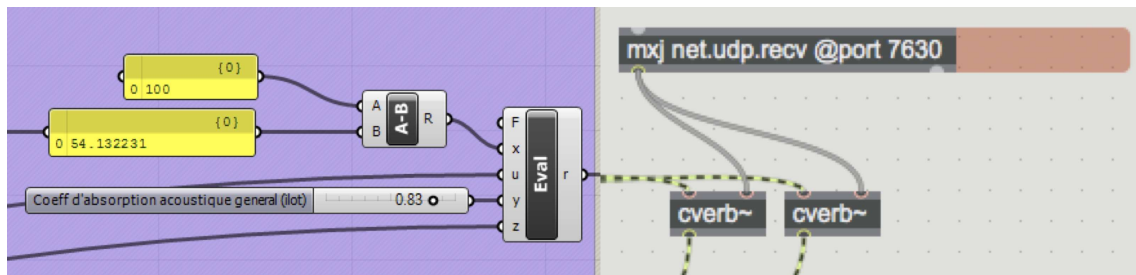 {0}
0 100
{0}
0 54.132231
A
B
A-B
R
F
x
u
y
z
Eval
r
Coeff d'absorption acoustique general (ilot)
0.83
mxj net.udp.recv @port 7630
cverb~
cverb~